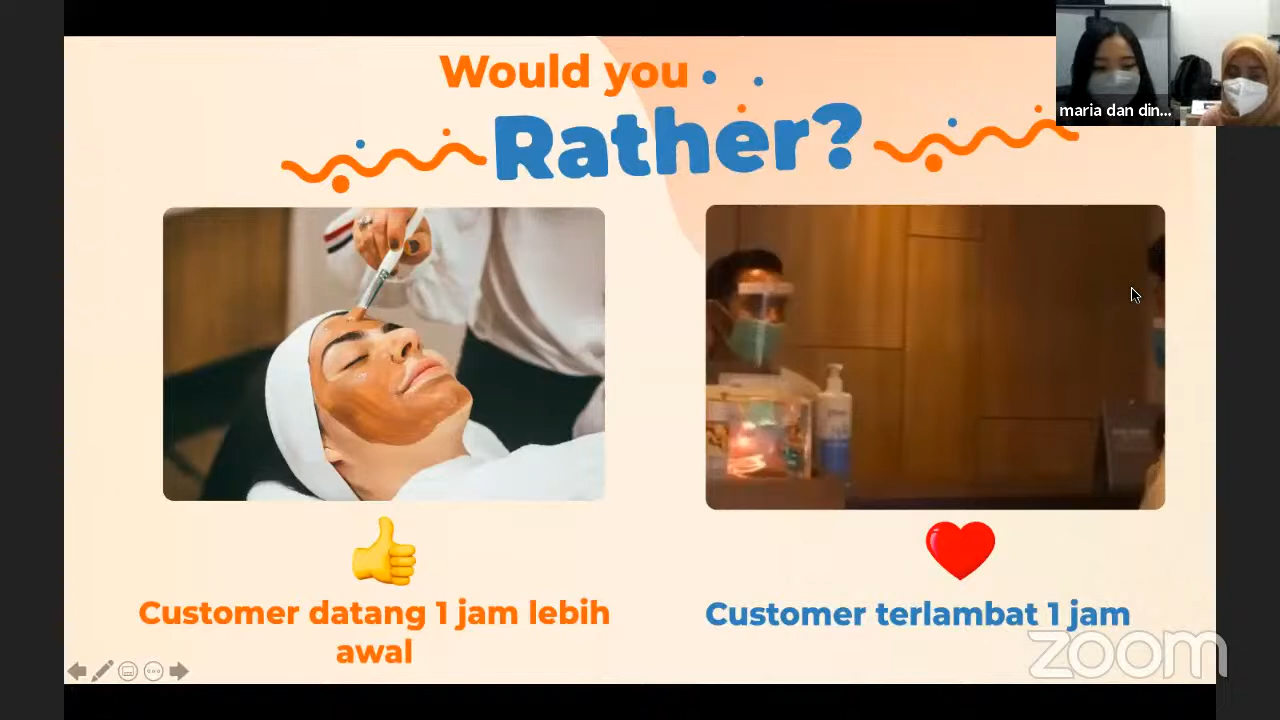 Would you
Rather?
maria dan din...
Customer datang 1 jam lebih
awal
Customer terlambat 1 jam
zoom